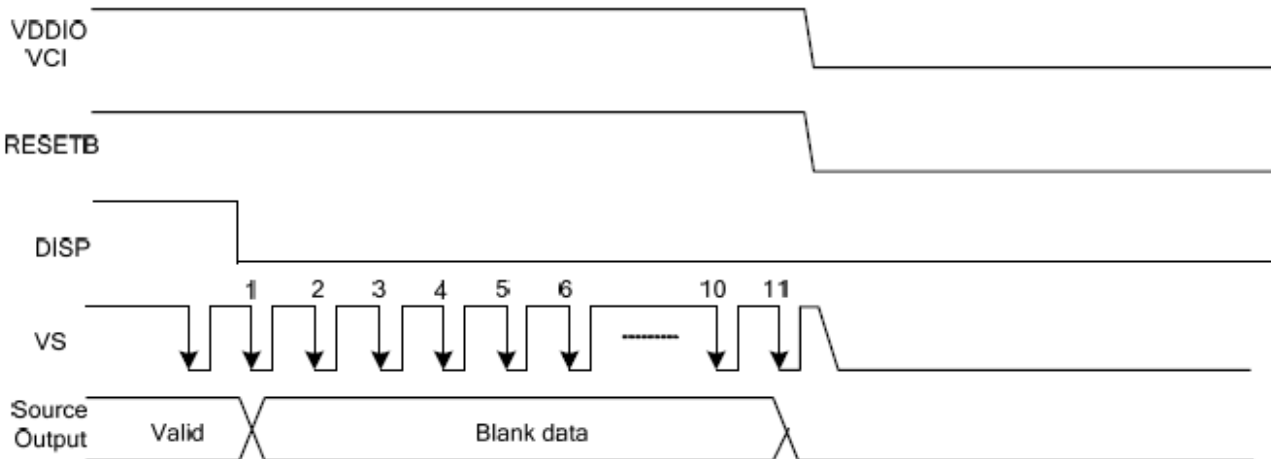 VDDIO
VCI
RESETB
DISP
1 2 3 4 5 6 10 11
VS
Source
Output
Valid
Blank data